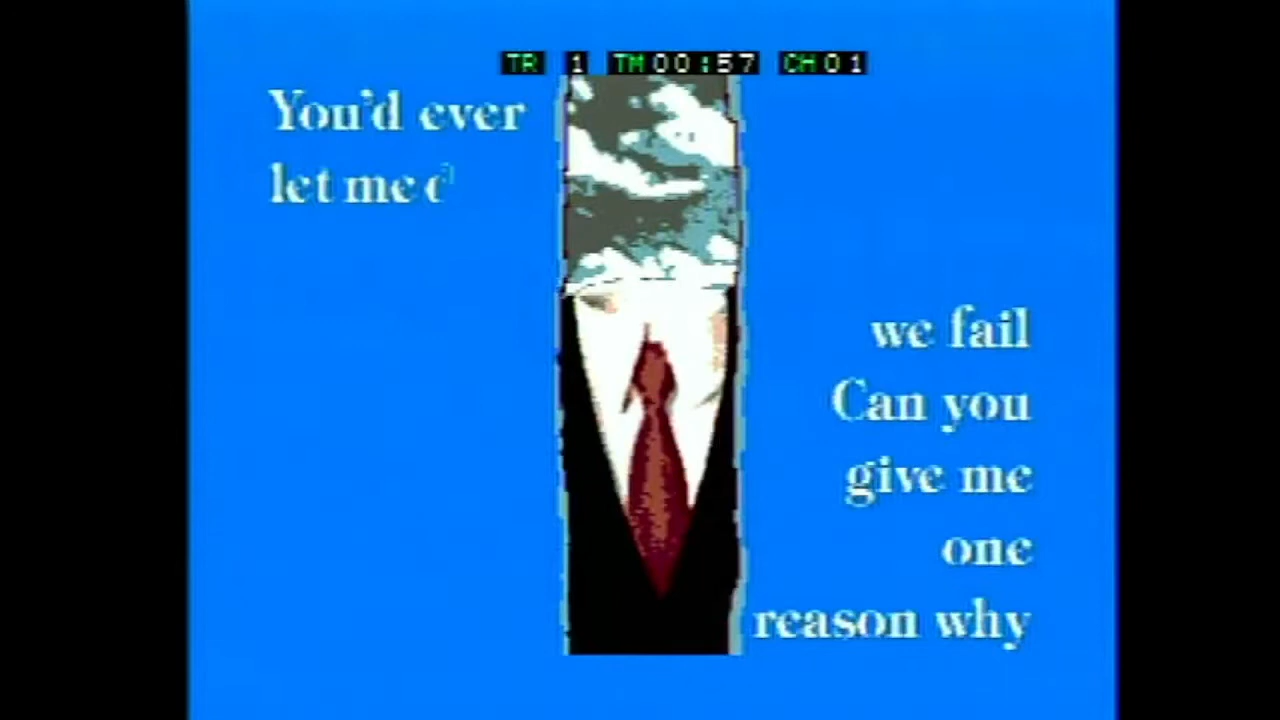 TR 1 TM00:57 CH01
You'd ever
let me
we fail
Can you
give me
one
reason why